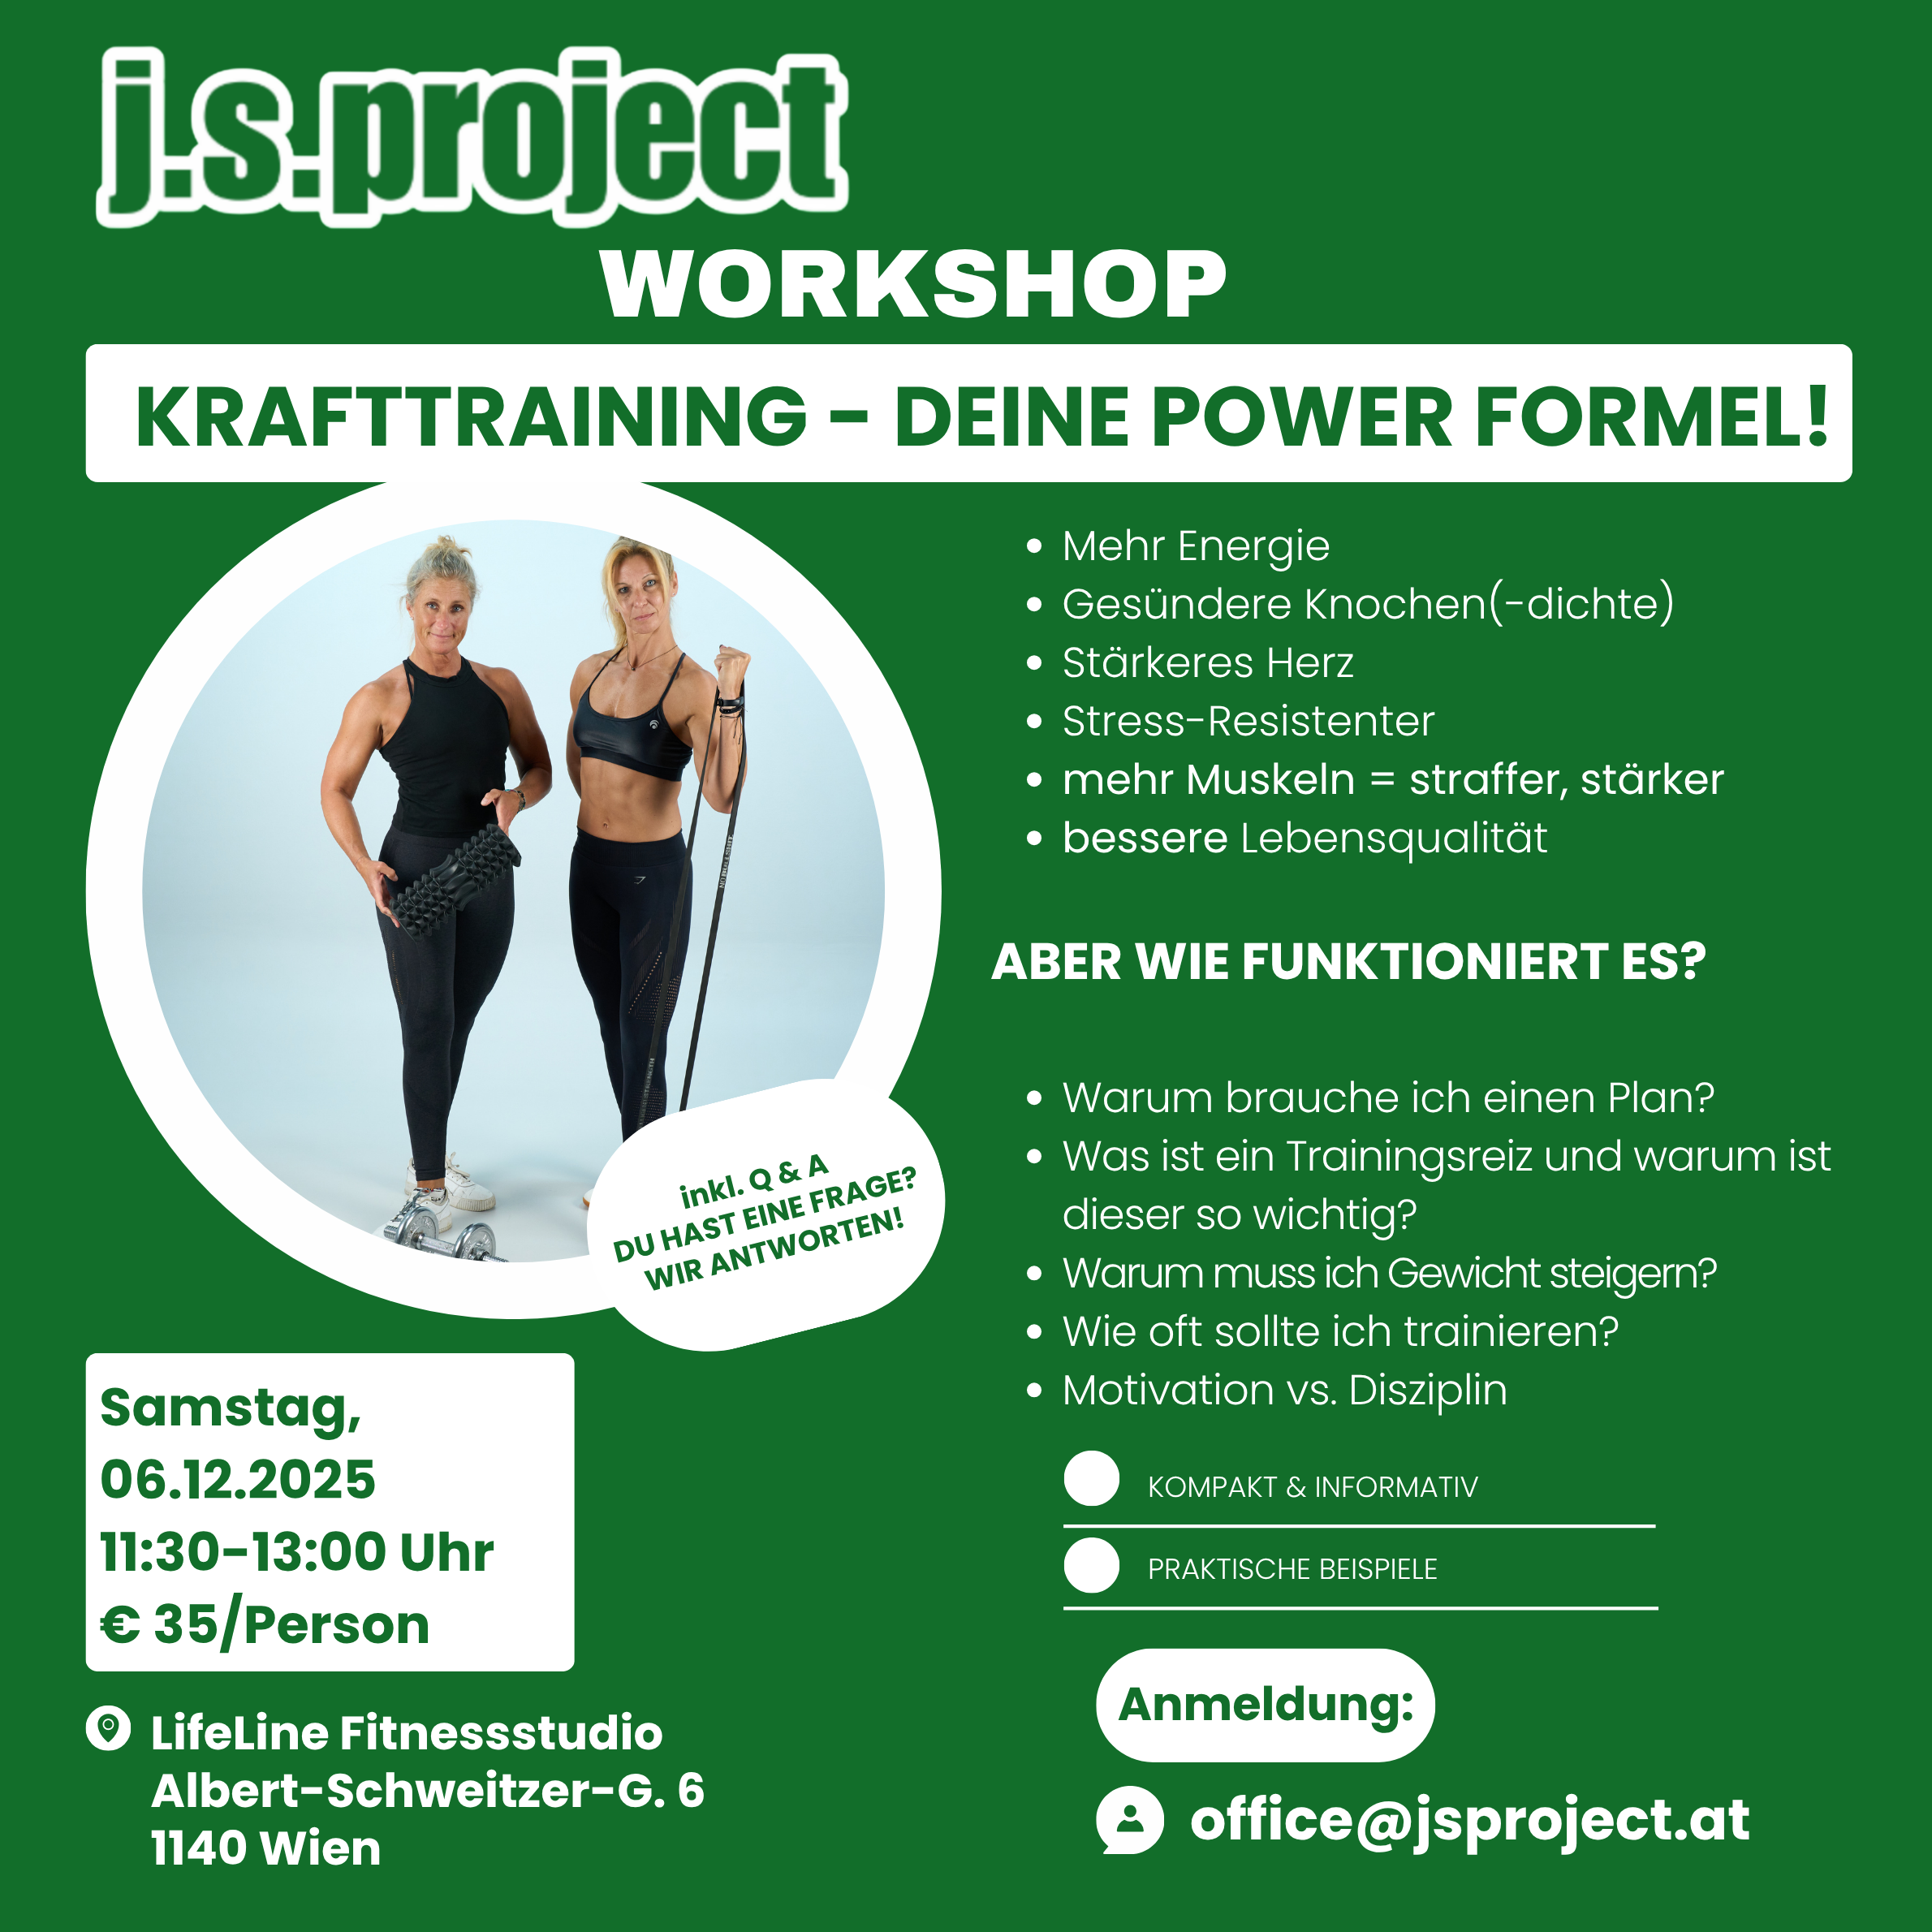 j.s.project
WORKSHOP
KRAFTTRAINING – DEINE POWER FORMEL!
• Mehr Energie
• Gesündere Knochen(-dichte)
• Stärkeres Herz
• Stress-Resistenter
• mehr Muskeln = straffer, stärker
• bessere Lebensqualität
ABER WIE FUNKTIONIERT ES?
• Warum brauche ich einen Plan?
• Was ist ein Trainingsreiz und warum ist
dieser so wichtig?
• Warum muss ich Gewicht steigern?
• Wie oft sollte ich trainieren?
• Motivation vs. Disziplin
KOMPAKT & INFORMATIV
PRAKTISCHE BEISPIELE
inkl. Q & A
DU HAST EINE FRAGE?
WIR ANTWORTEN!
Samstag,
06.12.2025
11:30-13:00 Uhr
€ 35/Person
LifeLine Fitnessstudio
Albert-Schweitzer-G. 6
1140 Wien
Anmeldung:
office@jsproject.at